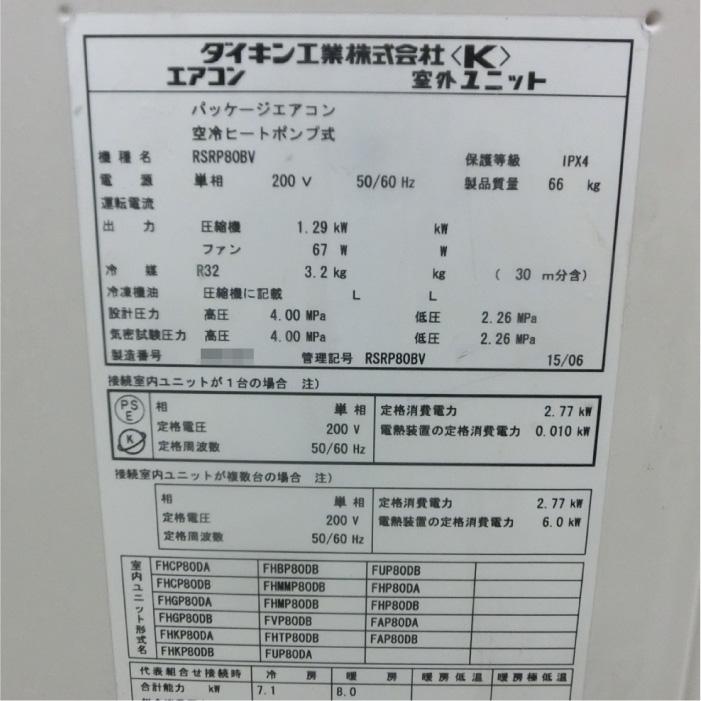 ダイキン工業株式会社〈K〉
エアコン 室外ユニット
パッケージエアコン
空冷ヒートポンプ式
機種名 RSRP80BV 保護等級 IPX4
電源 単相 200 V 50/60 Hz 製品質量 66 kg
運転電流
出力 圧縮機 1.29 kW kW
ファン 67 W W
冷媒 R32 3.2 kg kg ( 30 m分含)
冷凍機油 圧縮機に記載 L L
設計圧力 高圧 4.00 MPa 低圧 2.26 MPa
気密試験圧力 高圧 4.00 MPa 低圧 2.26 MPa
製造番号 管理記号 RSRP80BV 15/06
接続室内ユニットが1台の場合 注)
PS E
K
相 単相 定格消費電力 2.77 kW
定格電圧 200 V 電熱装置の定格消費電力 0.010 kW
定格周波数 50/60 Hz
接続室内ユニットが複数台の場合 注)
相 単相 定格消費電力 2.77 kW
定格電圧 200 V 電熱装置の定格消費電力 6.0 kW
定格周波数 50/60 Hz
室内ユニット形式名
FHCP80DA FHBP80DB FUP80DB
FHCP80DB FHMMP80DB FHP80DA
FHGP80DA FHMP80DB FHP80DB
FHGP80DB FVP80DB FAP80DA
FHKP80DA FHTP80DB FAP80DB
FHKP80DB FUP80DA
代表組合せ接続時 冷房 暖房 暖房低温 暖房極低温
合計能力 kW 7.1 8.0